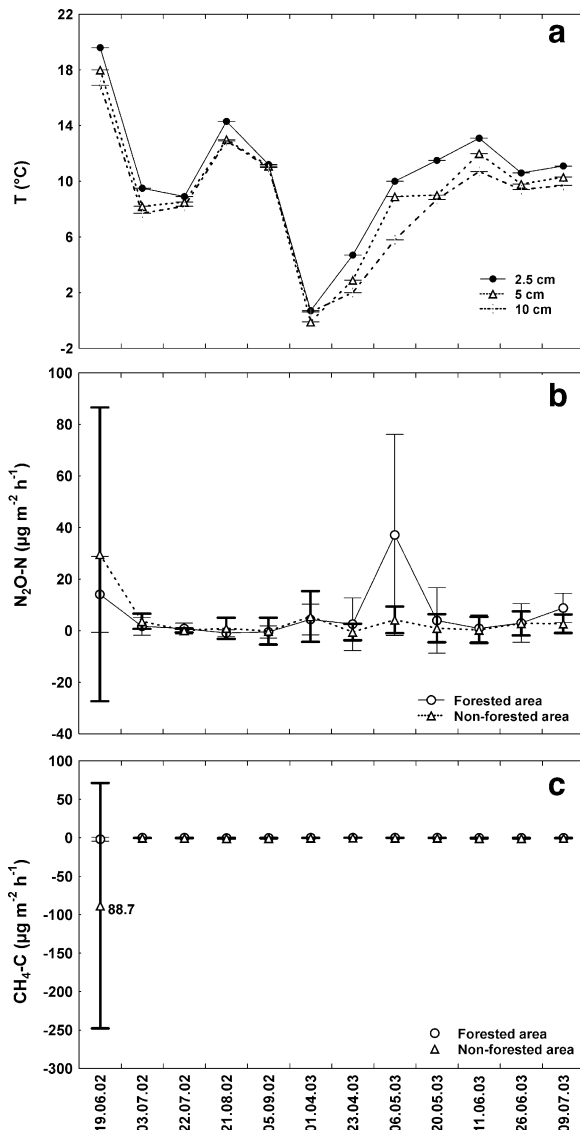 a
22
18
14
10
6
2
-2
T (°C)
2.5 cm
5 cm
10 cm
b
100
80
60
40
20
0
-20
-40
N₂O-N (µg m⁻² h⁻¹)
Forested area
Non-forested area
c
100
50
0
-50
-100
-150
-200
-250
-300
CH₄-C (µg m⁻² h⁻¹)
88.7
Forested area
Non-forested area
19.06.02
03.07.02
22.07.02
21.08.02
05.09.02
01.04.03
23.04.03
06.05.03
20.05.03
11.06.03
26.06.03
09.07.03